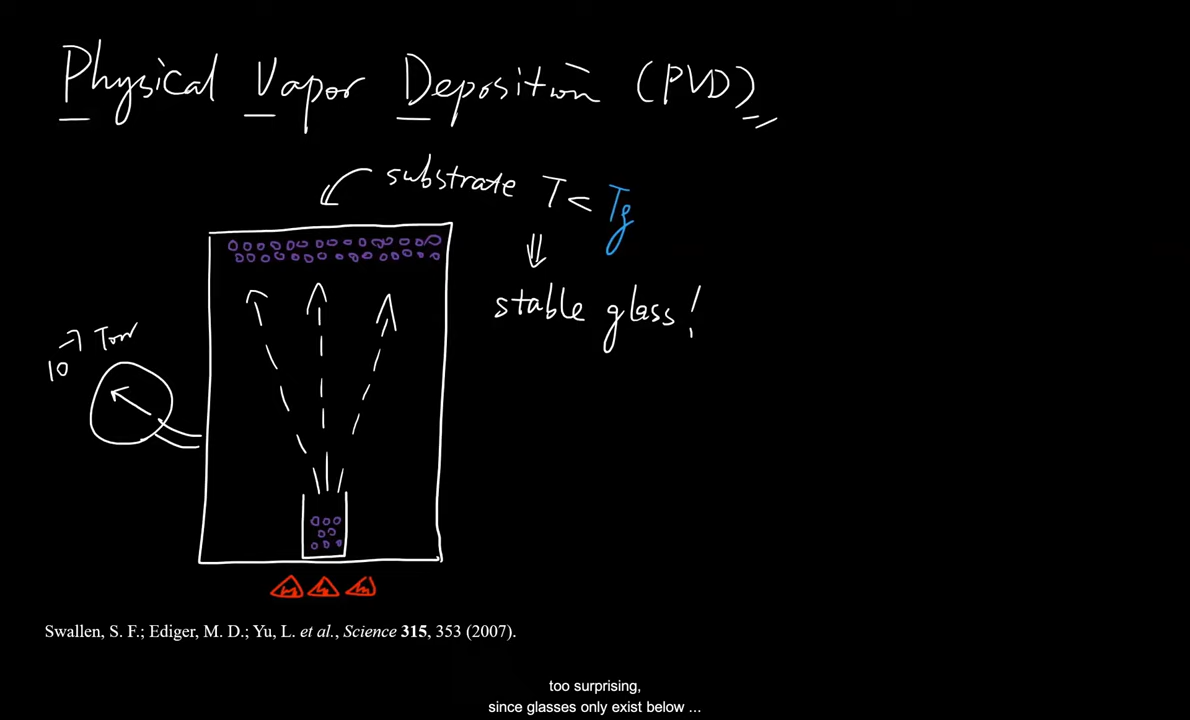 Physical Vapor Deposition (PVD)
substrate T < Tg
⇓
stable glass!
10⁻⁷ Torr
Swallen, S. F.; Ediger, M. D.; Yu, L. et al., Science 315, 353 (2007).
too surprising,
since glasses only exist below ...